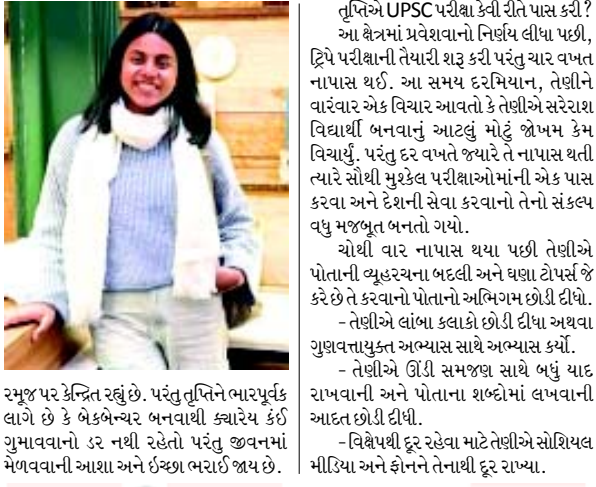 રમૂજ પર કેન્દ્રિત રહ્યું છે. પરંતુ તૃપ્તિને ભારપૂર્વક
લાગે છે કે બેકબેન્ચર બનવાથી ક્યારેય કંઈ
ગુમાવવાનો ડર નથી રહેતો પરંતુ જીવનમાં
મેળવવાની આશા અને ઇચ્છા ભરાઈ જાય છે.
તૃપ્તિએ UPSC પરીક્ષા કેવી રીતે પાસ કરી?
આ ક્ષેત્રમાં પ્રવેશવાનો નિર્ણય લીધા પછી,
ટ્રિપે પરીક્ષાની તૈયારી શરૂ કરી પરંતુ ચાર વખત
નાપાસ થઈ. આ સમય દરમિયાન, તેણીને
વારંવાર એક વિચાર આવતો કે તેણીએ સરેરાશ
વિદ્યાર્થી બનવાનું આટલું મોટું જોખમ કેમ
વિચાર્યું. પરંતુ દર વખતે જ્યારે તે નાપાસ થતી
ત્યારે સૌથી મુશ્કેલ પરીક્ષાઓમાંની એક પાસ
કરવા અને દેશની સેવા કરવાનો તેનો સંકલ્પ
વધુ મજબૂત બનતો ગયો.
ચોથી વાર નાપાસ થયા પછી તેણીએ
પોતાની વ્યૂહરચના બદલી અને ઘણા ટોપર્સ જે
કરે છે તે કરવાનો પોતાનો અભિગમ છોડી દીધો.
- તેણીએ લાંબા કલાકો છોડી દીધા અથવા
ગુણવત્તાયુક્ત અભ્યાસ સાથે અભ્યાસ કર્યો.
- તેણીએ ઊંડી સમજણ સાથે બધું યાદ
રાખવાની અને પોતાના શબ્દોમાં લખવાની
આદત છોડી દીધી.
- વિક્ષેપથી દૂર રહેવા માટે તેણીએ સોશિયલ
મીડિયા અને ફોનને તેનાથી દૂર રાખ્યા.